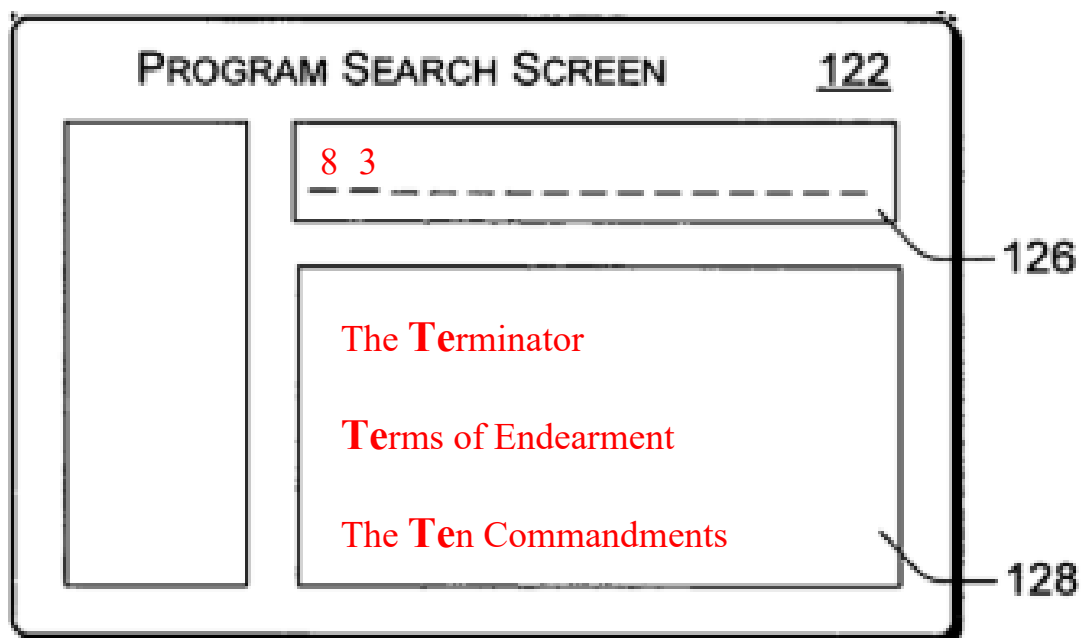 PROGRAM SEARCH SCREEN 122
8 3
126
The Terminator
Terms of Endearment
The Ten Commandments
128